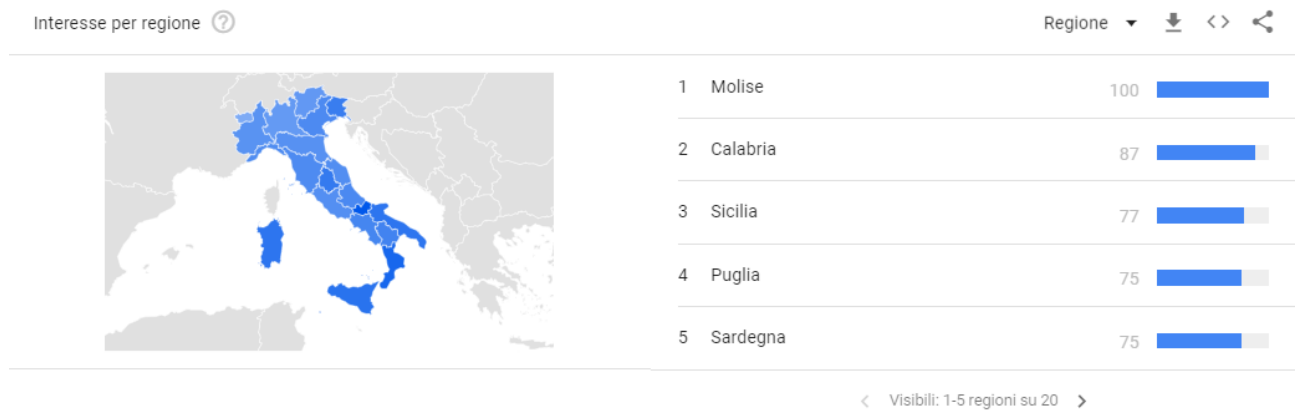 Interesse per regione ?
Regione
1 Molise 100
2 Calabria 87
3 Sicilia 77
4 Puglia 75
5 Sardegna 75
Visibili: 1-5 regioni su 20